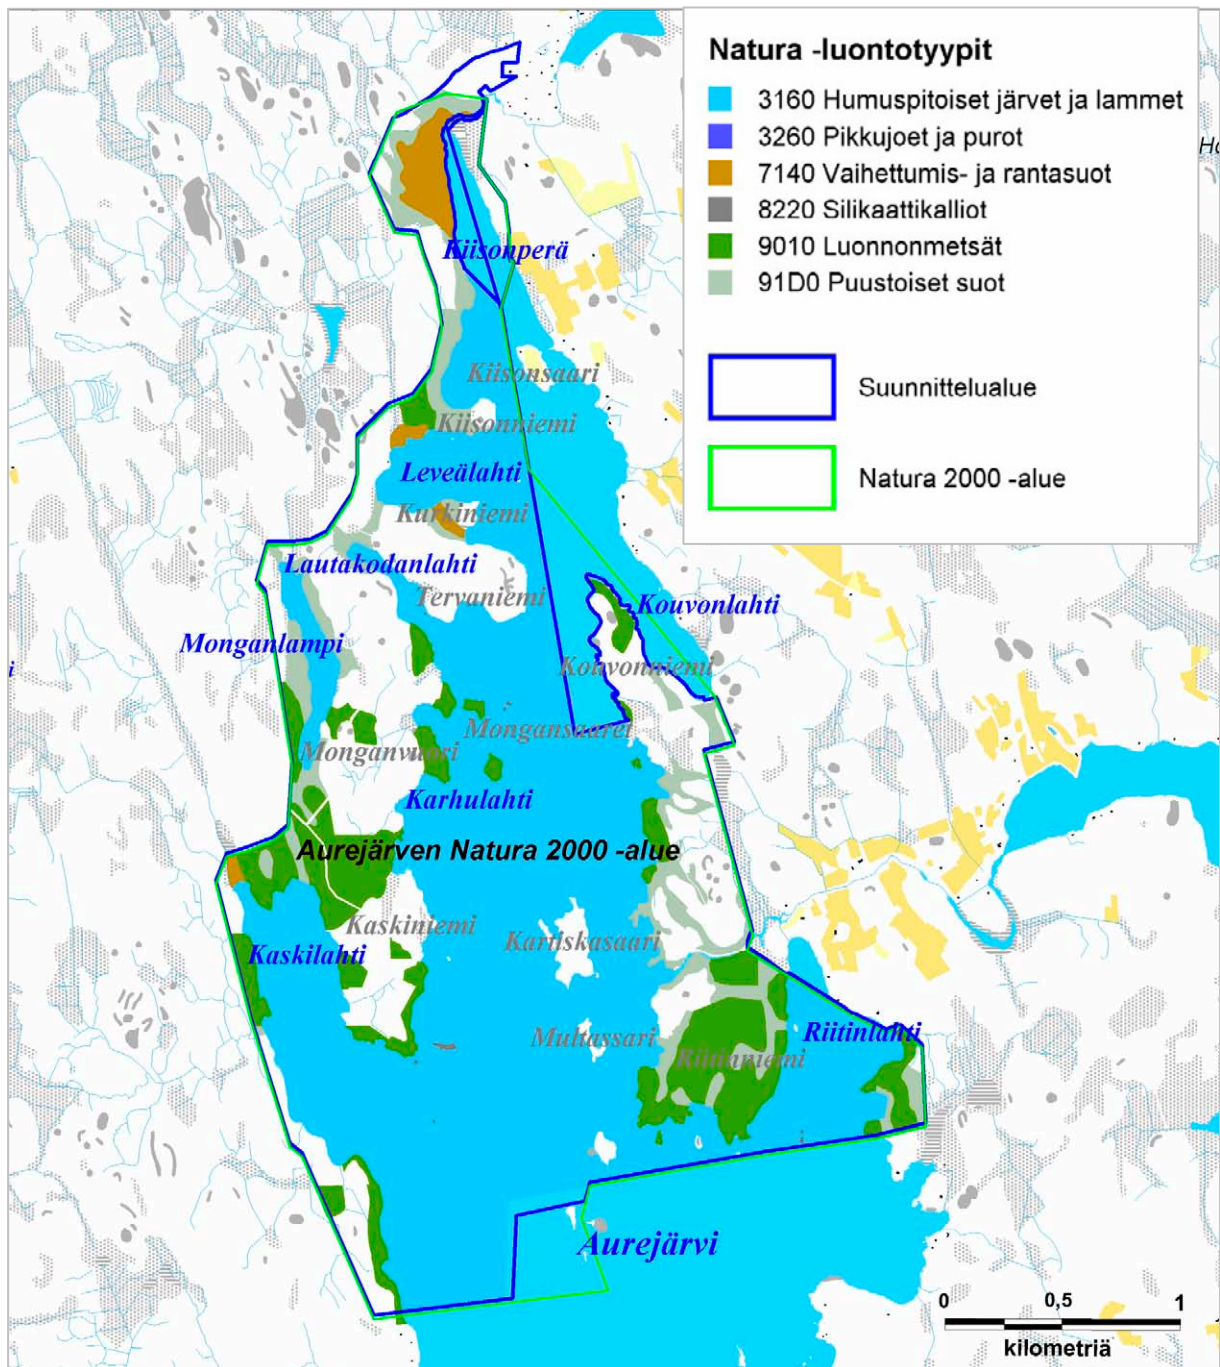 Natura -luontotyypit
3160 Humuspitoiset järvet ja lammet
3260 Pikkujoet ja purot
7140 Vaihettumis- ja rantasuot
8220 Silikaattikalliot
9010 Luonnonmetsät
91D0 Puustoiset suot
Suunnittelualue
Natura 2000 -alue
Kiisonperä
Kiisonsaari
Kiisonniemi
Leveälahti
Kurkiniemi
Lautakodanlahti
Tervaniemi
Kouvonlahti
Monganlampi
Kouvonniemi
Mongansaaret
Monganvuori
Karhulahti
Aurejärven Natura 2000 -alue
Kaskiniemi
Kartiskasaari
Kaskilahti
Multassari
Riitinlahti
Riitinniemi
Aurejärvi
0 0,5 1
kilometriä